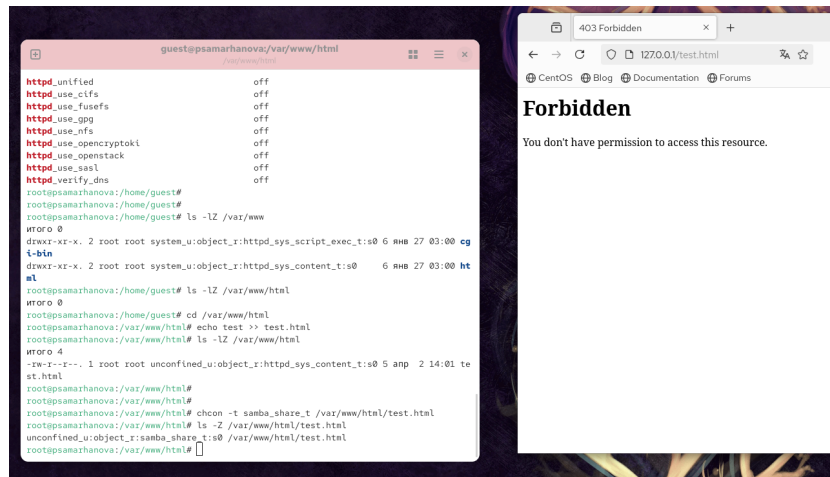 guest@psamarhanova:/var/www/html
/var/www/html
httpd_unified off
httpd_use_cifs off
httpd_use_fusefs off
httpd_use_gpg off
httpd_use_nfs off
httpd_use_opencryptoki off
httpd_use_openstack off
httpd_use_sasl off
httpd_verify_dns off
root@psamarhanova:/home/guest#
root@psamarhanova:/home/guest#
root@psamarhanova:/home/guest# ls -lZ /var/www
итого 0
drwxr-xr-x. 2 root root system_u:object_r:httpd_sys_script_exec_t:s0 6 янв 27 03:00 cg
i-bin
drwxr-xr-x. 2 root root system_u:object_r:httpd_sys_content_t:s0 6 янв 27 03:00 ht
ml
root@psamarhanova:/home/guest# ls -lZ /var/www/html
итого 0
root@psamarhanova:/home/guest# cd /var/www/html
root@psamarhanova:/var/www/html# echo test >> test.html
root@psamarhanova:/var/www/html# ls -lZ /var/www/html
итого 4
-rw-r--r--. 1 root root unconfined_u:object_r:httpd_sys_content_t:s0 5 апр 2 14:01 te
st.html
root@psamarhanova:/var/www/html#
root@psamarhanova:/var/www/html#
root@psamarhanova:/var/www/html# chcon -t samba_share_t /var/www/html/test.html
root@psamarhanova:/var/www/html# ls -Z /var/www/html/test.html
unconfined_u:object_r:samba_share_t:s0 /var/www/html/test.html
root@psamarhanova:/var/www/html#
403 Forbidden
127.0.0.1/test.html
CentOS Blog Documentation Forums
Forbidden
You don't have permission to access this resource.